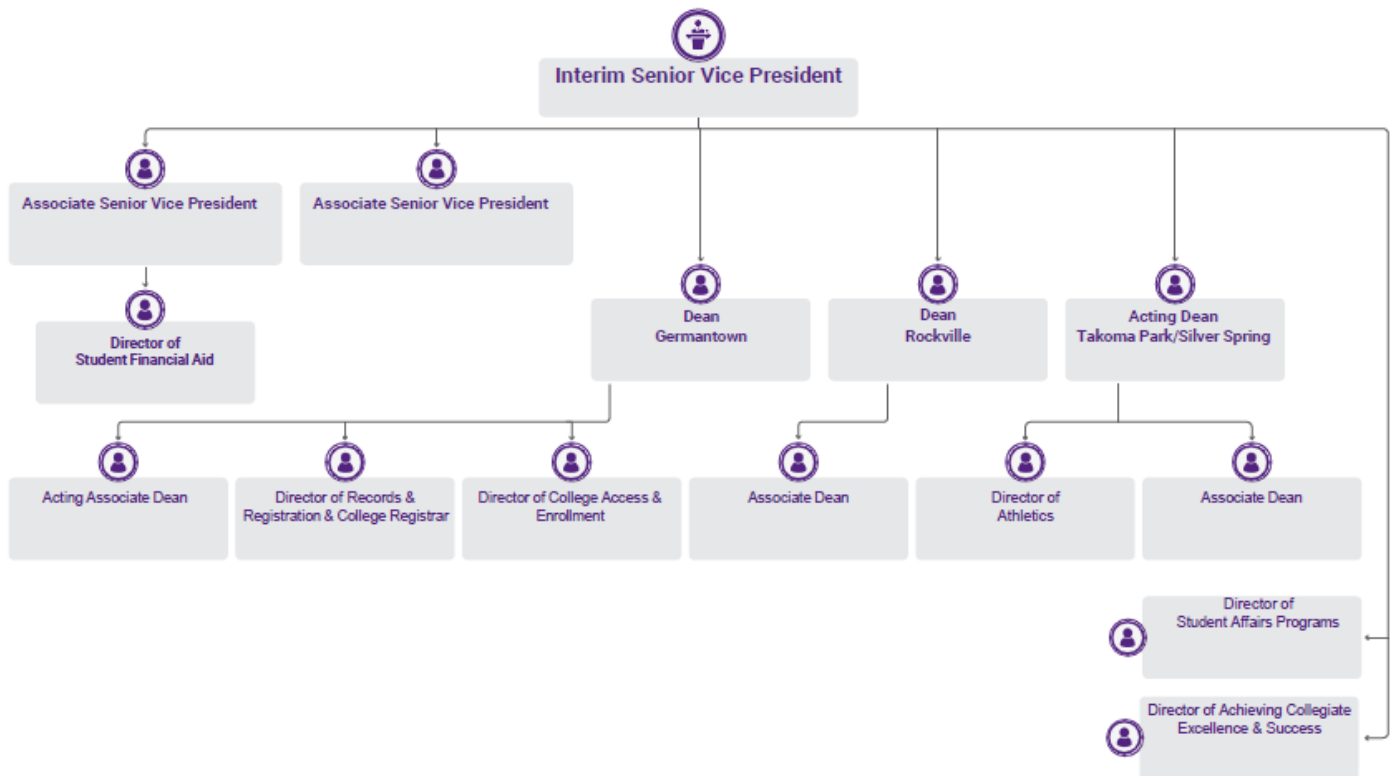 Interim Senior Vice President
Associate Senior Vice President
Associate Senior Vice President
Director of
Student Financial Aid
Dean
Germantown
Dean
Rockville
Acting Dean
Takoma Park/Silver Spring
Acting Associate Dean
Director of Records &
Registration & College Registrar
Director of College Access &
Enrollment
Associate Dean
Director of
Athletics
Associate Dean
Director of
Student Affairs Programs
Director of Achieving Collegiate
Excellence & Success